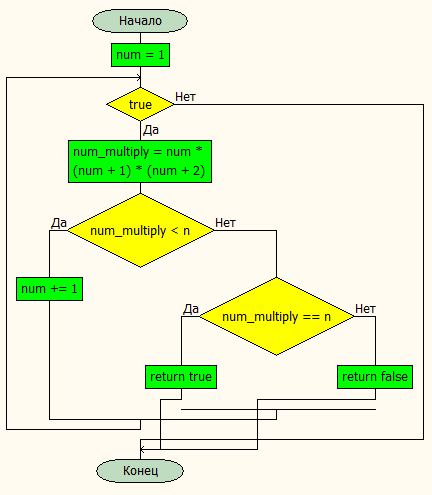 Начало
num = 1
true
Нет
Да
num_multiply = num *
(num + 1) * (num + 2)
Да
Нет
num_multiply < n
num += 1
Да
Нет
num_multiply == n
return true
return false
Конец